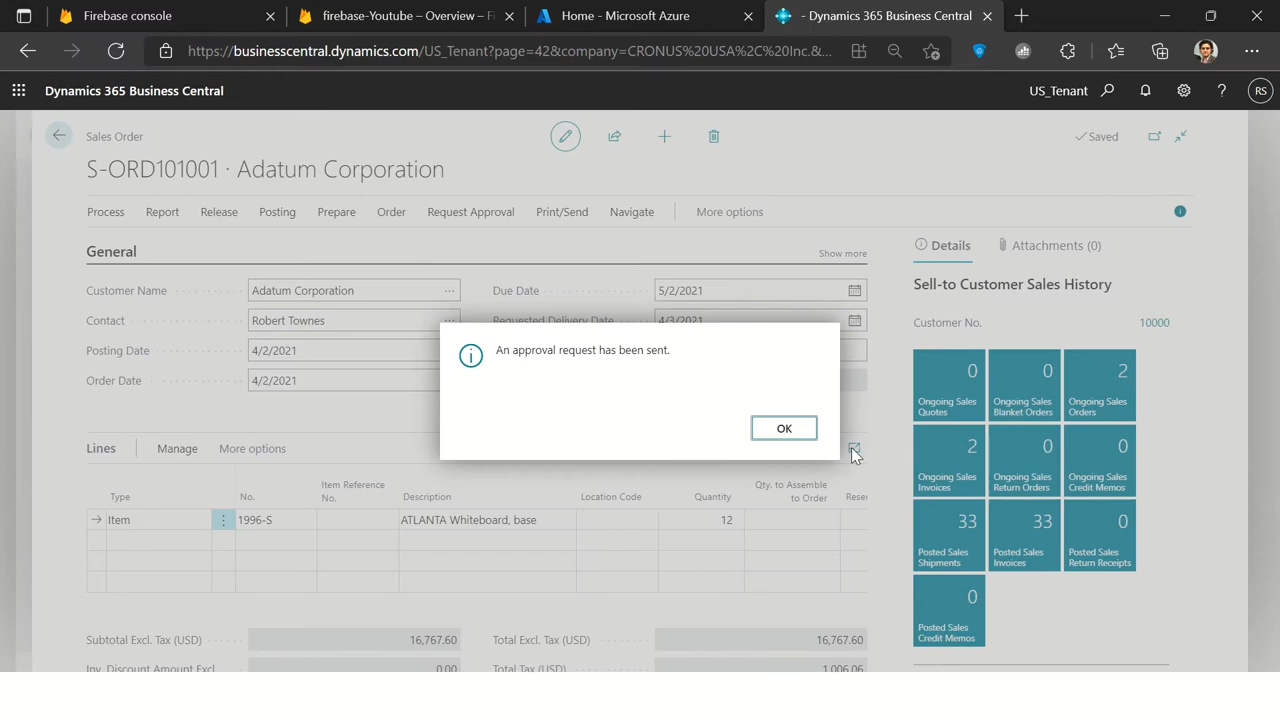 Firebase console
firebase-Youtube – Overview – Fi
Home - Microsoft Azure
- Dynamics 365 Business Central
https://businesscentral.dynamics.com/US_Tenant?page=42&company=CRONUS%20USA%2C%20Inc.&...
Dynamics 365 Business Central
US_Tenant
RS
Sales Order
Saved
S-ORD101001 · Adatum Corporation
Process Report Release Posting Prepare Order Request Approval Print/Send Navigate More options
General
Show more
Customer Name
Adatum Corporation
Due Date
5/2/2021
Contact
Robert Townes
Requested Delivery Date
4/3/2021
Posting Date
4/2/2021
Order Date
4/2/2021
An approval request has been sent.
OK
Lines Manage More options
Type
No.
Item Reference
No.
Description
Location Code
Quantity
Qty. to Assemble
to Order
Reser
Item
1996-S
ATLANTA Whiteboard, base
12
Subtotal Excl. Tax (USD)
16,767.60
Total Excl. Tax (USD)
16,767.60
Inv. Discount Amount Excl
0.00
Total Tax (USD)
1,006.06
Details
Attachments (0)
Sell-to Customer Sales History
Customer No.
10000
0
Ongoing Sales
Quotes
0
Ongoing Sales
Blanket Orders
2
Ongoing Sales
Orders
2
Ongoing Sales
Invoices
0
Ongoing Sales
Return Orders
0
Ongoing Sales
Credit Memos
33
Posted Sales
Shipments
33
Posted Sales
Invoices
0
Posted Sales
Return Receipts
0
Posted Sales
Credit Memos